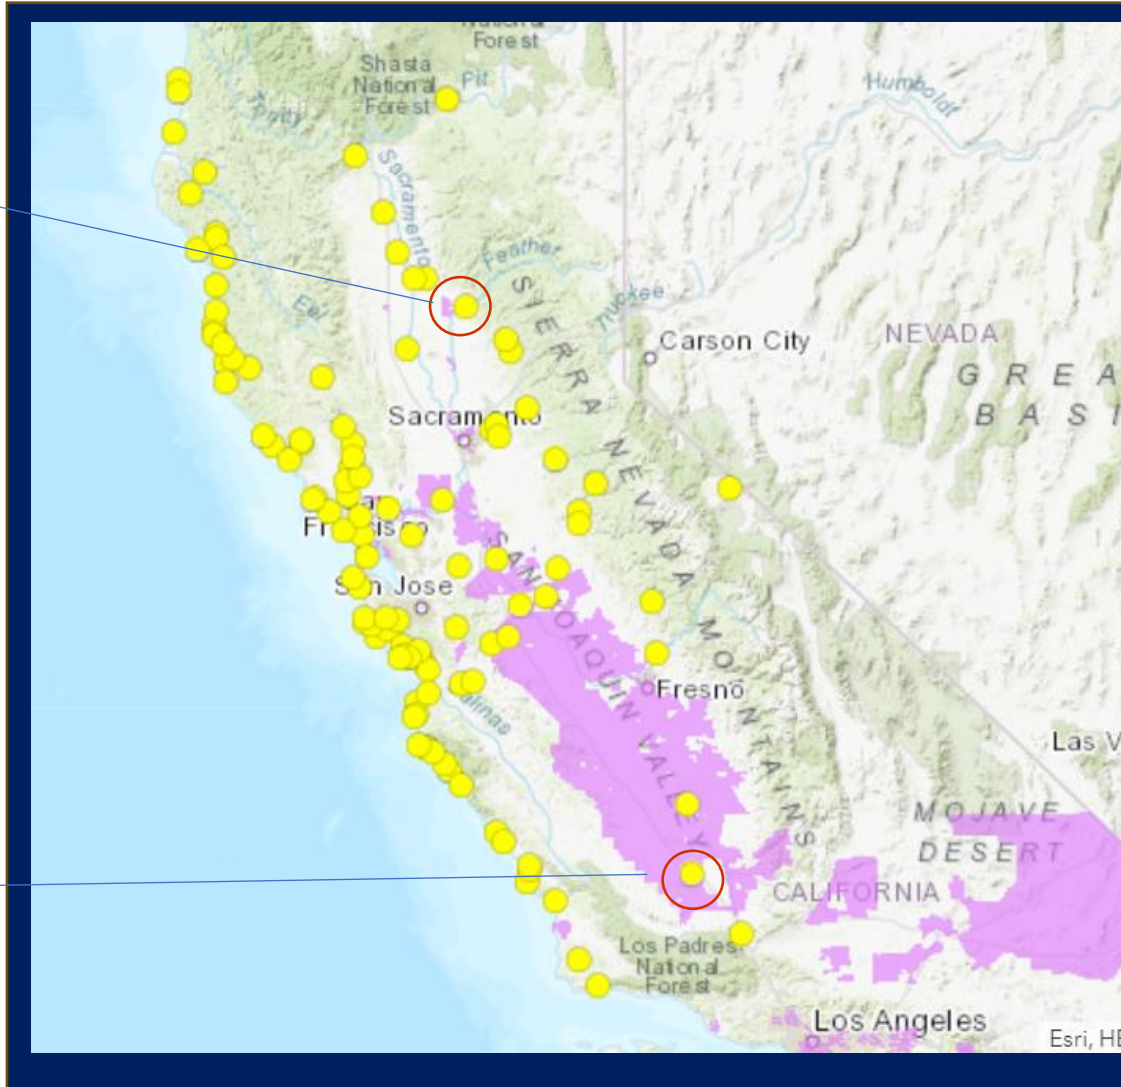 Forest
Shasta
National
Forest
Pit
Humboldt
Trinity
Sacramento
Feather
Truckee
Eel
SIERRA NEVADA MOUNTAINS
Carson City
NEVADA
GREA
BASI
Sacramento
SAN JOAQUIN VALLEY
San Jose
Fresno
Las V
MOJAVE
DESERT
CALIFORNIA
Los Padres
National
Forest
Los Angeles
Esri, HE